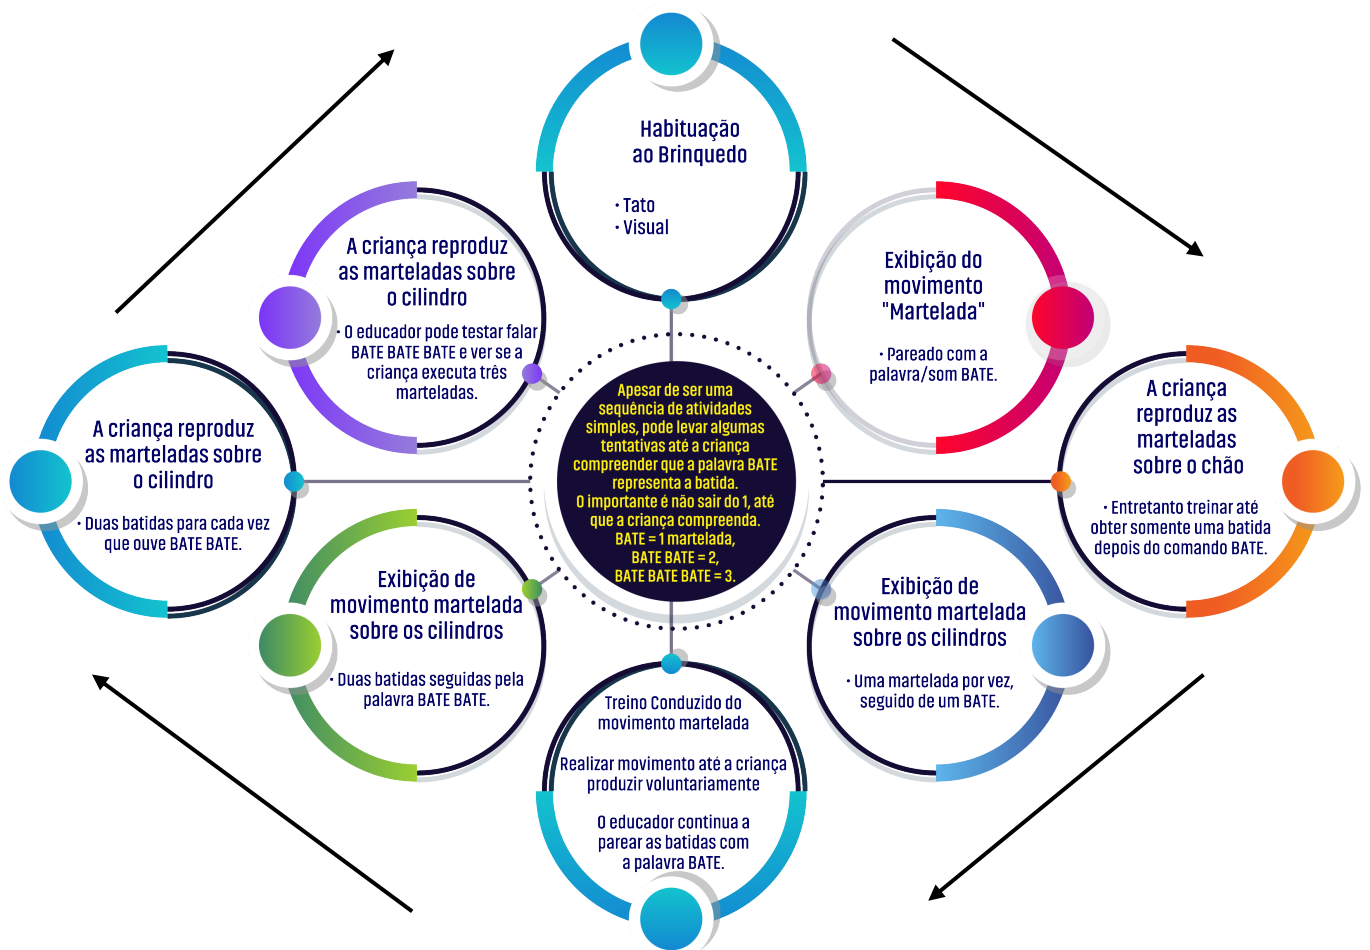 Habituação
ao Brinquedo
· Tato
· Visual
Exibição do
movimento
"Martelada"
· Pareado com a
palavra/som BATE.
A criança
reproduz as
marteladas
sobre o chão
· Entretanto treinar até
obter somente uma batida
depois do comando BATE.
Exibição de
movimento martelada
sobre os cilindros
· Uma martelada por vez,
seguido de um BATE.
Treino Conduzido do
movimento martelada
Realizar movimento até a criança
produzir voluntariamente
O educador continua a
parear as batidas com
a palavra BATE.
Exibição de
movimento martelada
sobre os cilindros
· Duas batidas seguidas pela
palavra BATE BATE.
A criança reproduz
as marteladas sobre
o cilindro
· Duas batidas para cada vez
que ouve BATE BATE.
A criança reproduz
as marteladas sobre
o cilindro
· O educador pode testar falar
BATE BATE BATE e ver se a
criança executa três
marteladas.
Apesar de ser uma
sequência de atividades
simples, pode levar algumas
tentativas até a criança
compreender que a palavra BATE
representa a batida.
O importante é não sair do 1, até
que a criança compreenda.
BATE = 1 martelada,
BATE BATE = 2,
BATE BATE BATE = 3.